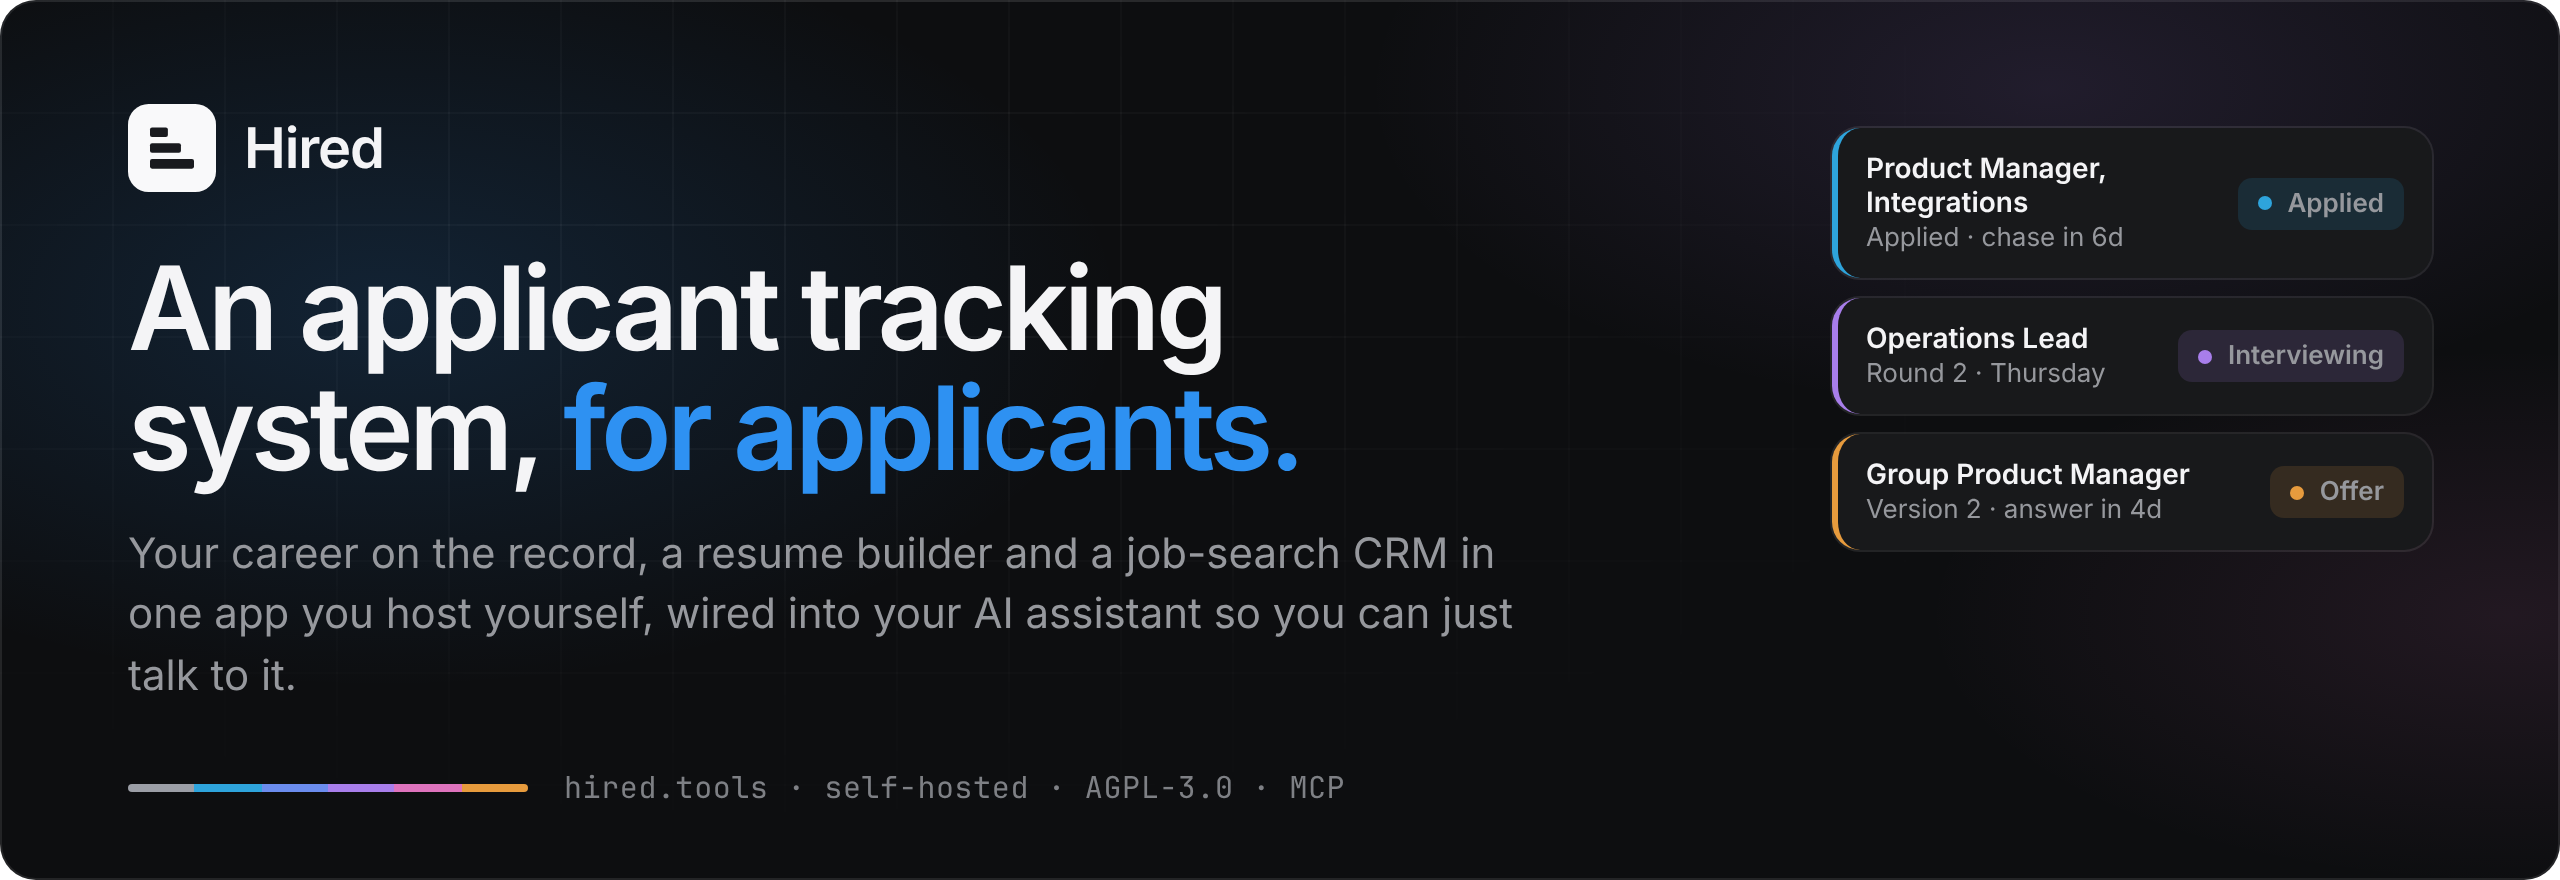 Hired
An applicant tracking
system, for applicants.
Your career on the record, a resume builder and a job-search CRM in
one app you host yourself, wired into your AI assistant so you can just
talk to it.
hired.tools · self-hosted · AGPL-3.0 · MCP
Product Manager,
Integrations
Applied · chase in 6d
Applied
Operations Lead
Round 2 · Thursday
Interviewing
Group Product Manager
Version 2 · answer in 4d
Offer